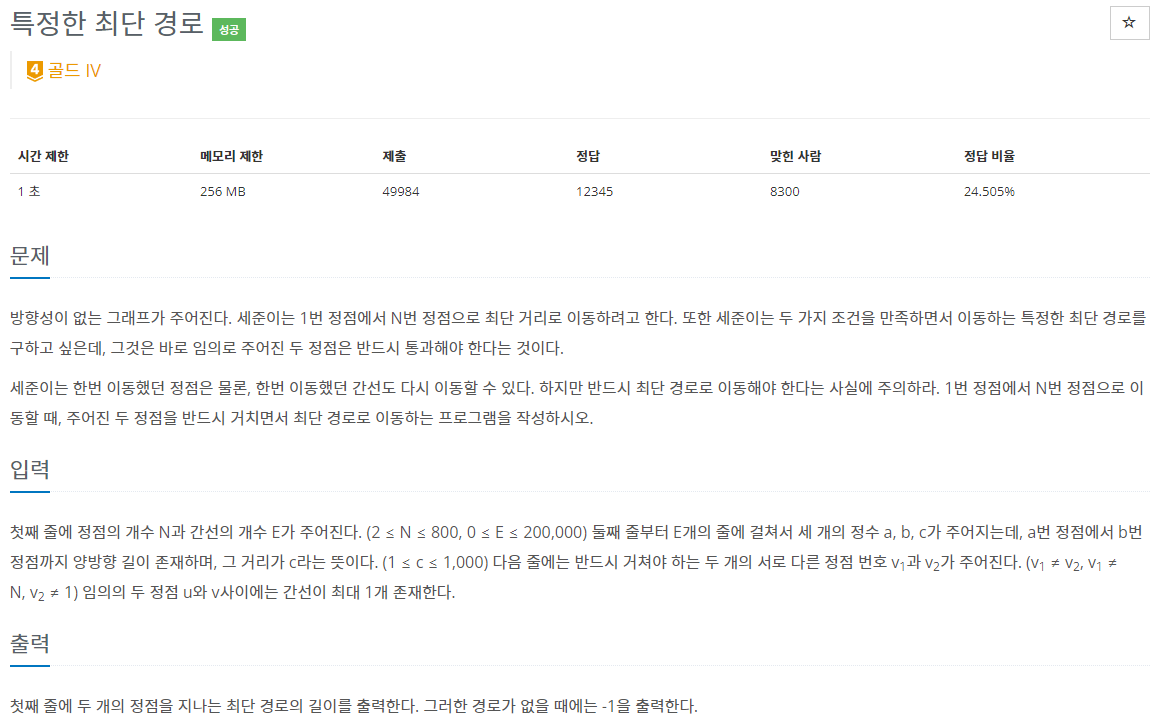 특정한 최단 경로 성공
☆
4 골드 IV
시간 제한 메모리 제한 제출 정답 맞힌 사람 정답 비율
1 초 256 MB 49984 12345 8300 24.505%
문제
방향성이 없는 그래프가 주어진다. 세준이는 1번 정점에서 N번 정점으로 최단 거리로 이동하려고 한다. 또한 세준이는 두 가지 조건을 만족하면서 이동하는 특정한 최단 경로를
구하고 싶은데, 그것은 바로 임의로 주어진 두 정점은 반드시 통과해야 한다는 것이다.
세준이는 한번 이동했던 정점은 물론, 한번 이동했던 간선도 다시 이동할 수 있다. 하지만 반드시 최단 경로로 이동해야 한다는 사실에 주의하라. 1번 정점에서 N번 정점으로 이
동할 때, 주어진 두 정점을 반드시 거치면서 최단 경로로 이동하는 프로그램을 작성하시오.
입력
첫째 줄에 정점의 개수 N과 간선의 개수 E가 주어진다. (2 ≤ N ≤ 800, 0 ≤ E ≤ 200,000) 둘째 줄부터 E개의 줄에 걸쳐서 세 개의 정수 a, b, c가 주어지는데, a번 정점에서 b번
정점까지 양방향 길이 존재하며, 그 거리가 c라는 뜻이다. (1 ≤ c ≤ 1,000) 다음 줄에는 반드시 거쳐야 하는 두 개의 서로 다른 정점 번호 v₁과 v₂가 주어진다. (v₁ ≠ v₂, v₁ ≠
N, v₂ ≠ 1) 임의의 두 정점 u와 v사이에는 간선이 최대 1개 존재한다.
출력
첫째 줄에 두 개의 정점을 지나는 최단 경로의 길이를 출력한다. 그러한 경로가 없을 때에는 -1을 출력한다.